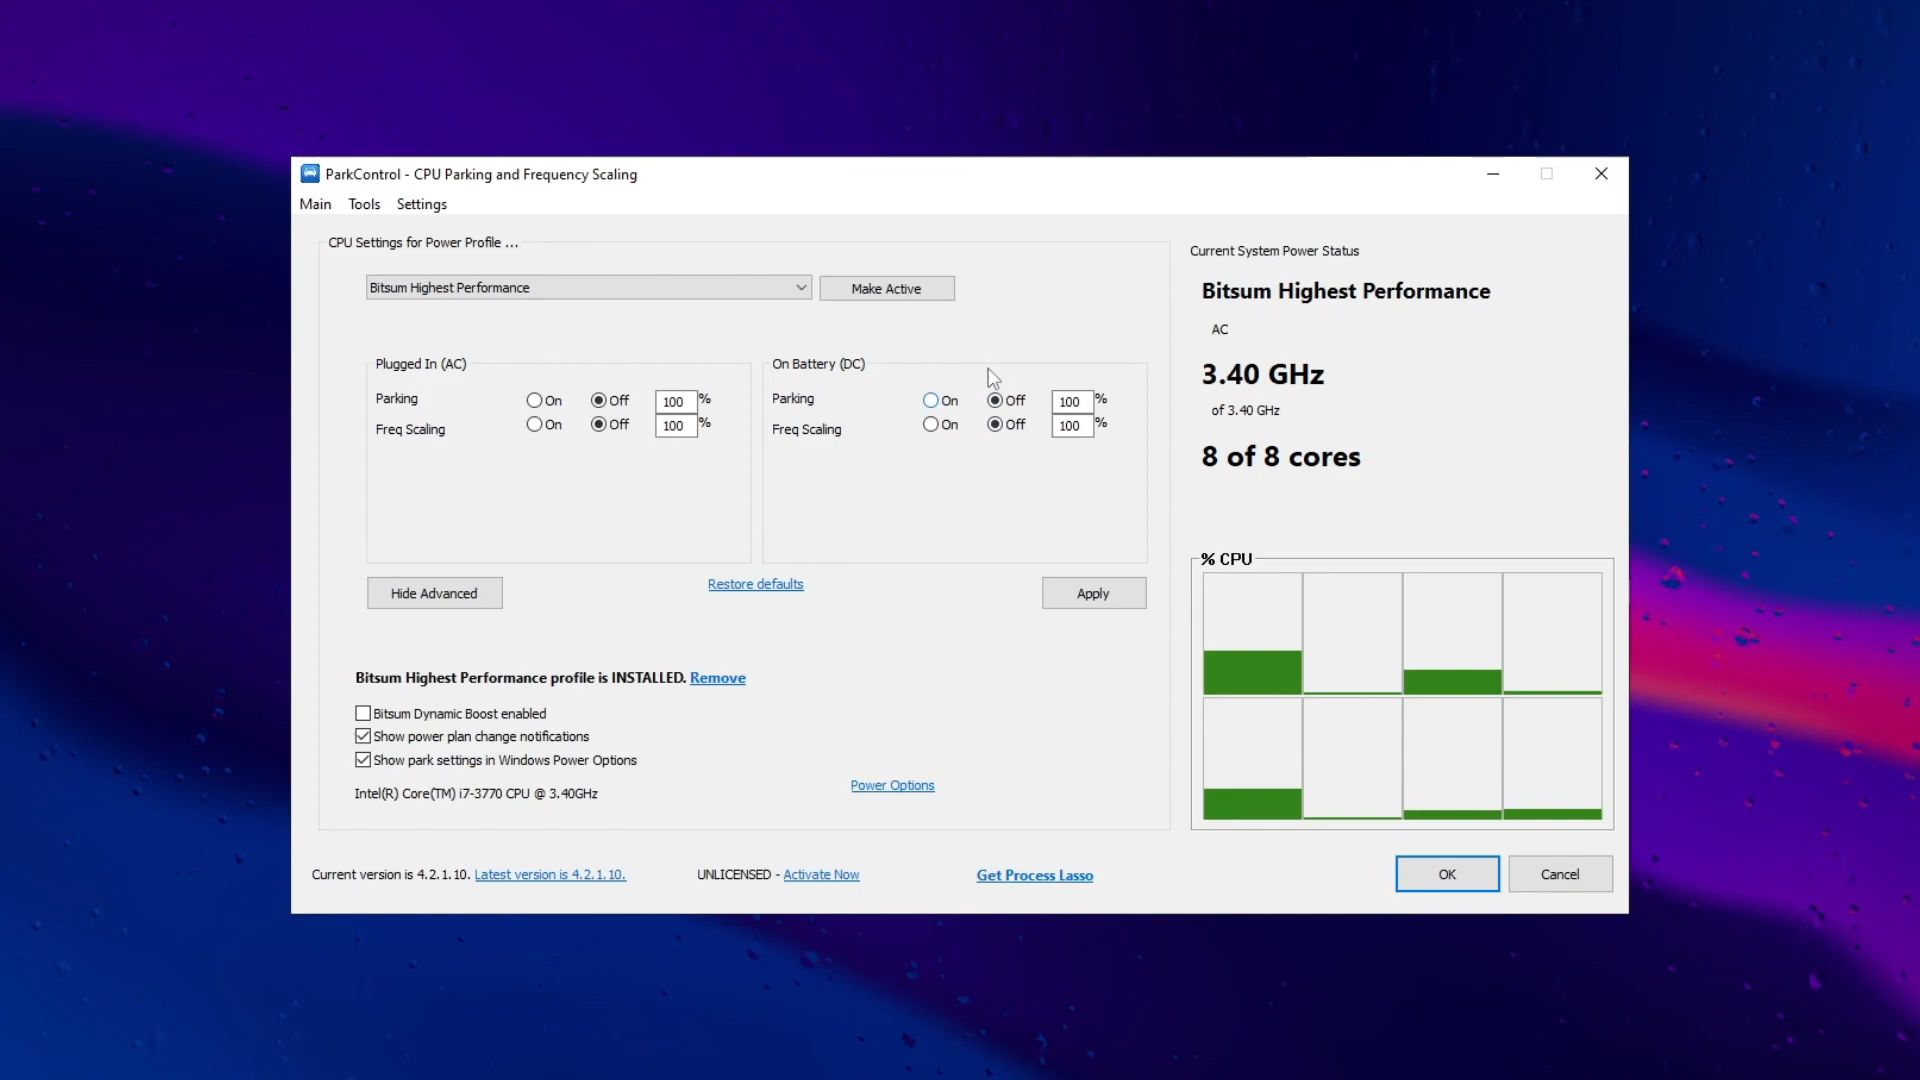 ParkControl - CPU Parking and Frequency Scaling
Main Tools Settings
CPU Settings for Power Profile ...
Bitsum Highest Performance
Make Active
Plugged In (AC)
Parking On Off 100 %
Freq Scaling On Off 100 %
On Battery (DC)
Parking On Off 100 %
Freq Scaling On Off 100 %
Hide Advanced
Restore defaults
Apply
Bitsum Highest Performance profile is INSTALLED. Remove
Bitsum Dynamic Boost enabled
Show power plan change notifications
Show park settings in Windows Power Options
Power Options
Intel(R) Core(TM) i7-3770 CPU @ 3.40GHz
Current System Power Status
Bitsum Highest Performance
AC
3.40 GHz
of 3.40 GHz
8 of 8 cores
% CPU
Current version is 4.2.1.10. Latest version is 4.2.1.10.
UNLICENSED - Activate Now
Get Process Lasso
OK
Cancel